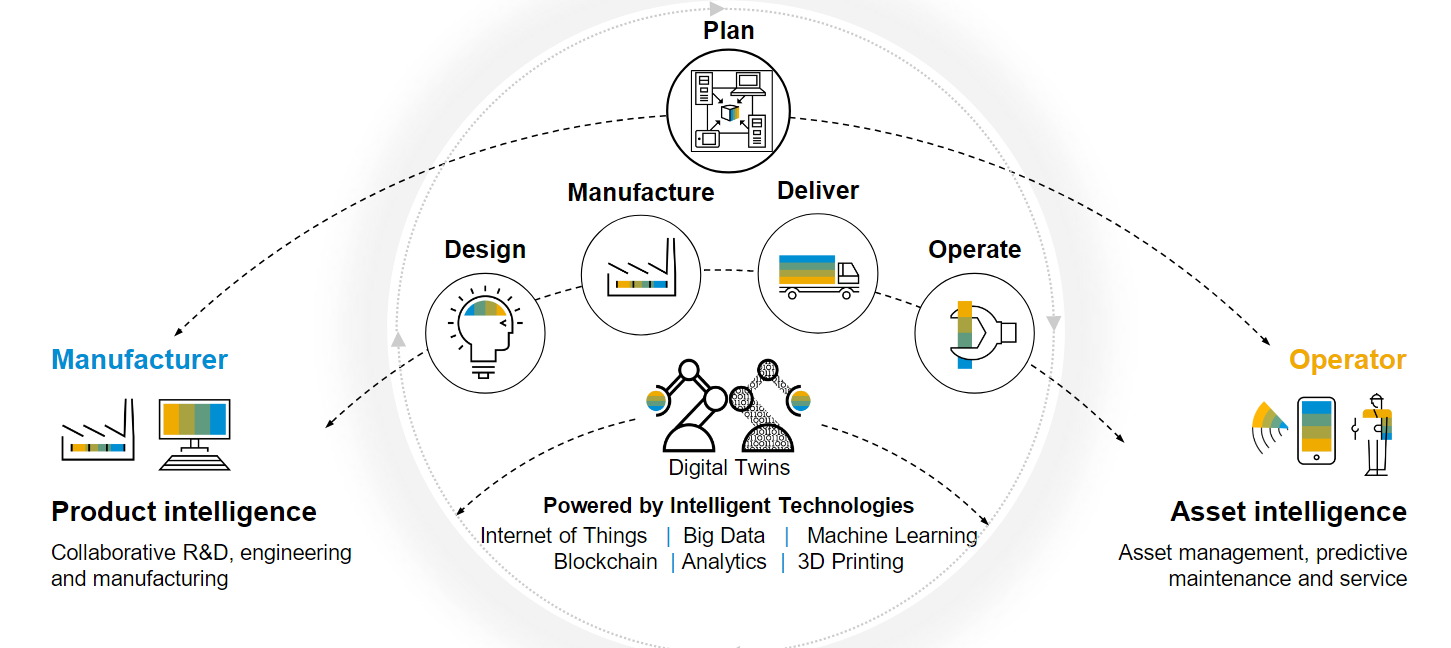 Plan
Manufacture
Deliver
Design
Operate
Manufacturer
Operator
Digital Twins
Powered by Intelligent Technologies
Internet of Things | Big Data | Machine Learning
Blockchain | Analytics | 3D Printing
Product intelligence
Collaborative R&D, engineering
and manufacturing
Asset intelligence
Asset management, predictive
maintenance and service